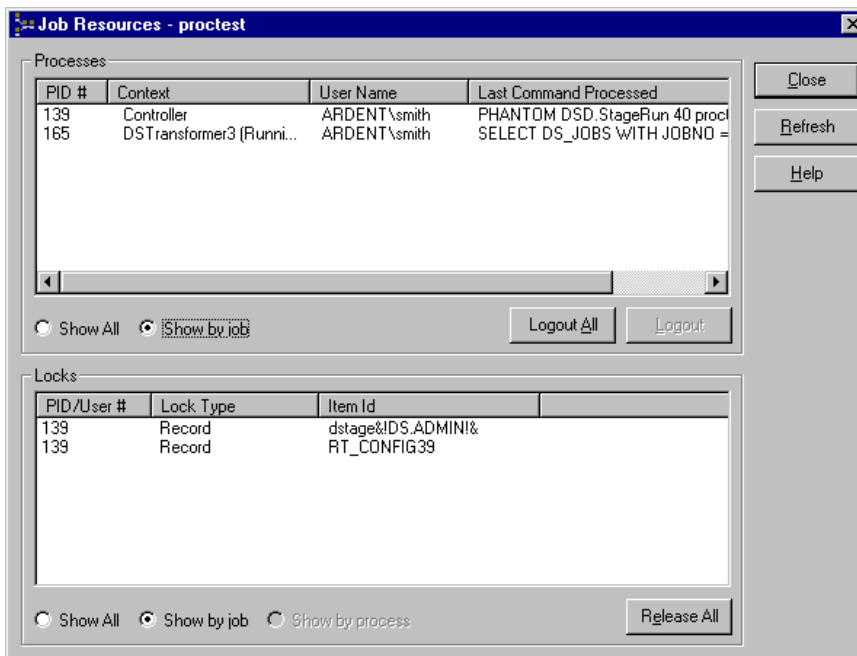 Job Resources - proctest
Processes
PID # Context User Name Last Command Processed
139 Controller ARDENT\smith PHANTOM DSD.StageRun 40
165 DSTransformer3 (Runni... ARDENT\smith SELECT DS_JOBS WITH JOBNO =
Show All Show by job
Logout All Logout
Close
Refresh
Help
Locks
PID/User # Lock Type Item Id
139 Record dstage&!DS.ADMIN!&
139 Record RT_CONFIG39
Show All Show by job Show by process
Release All